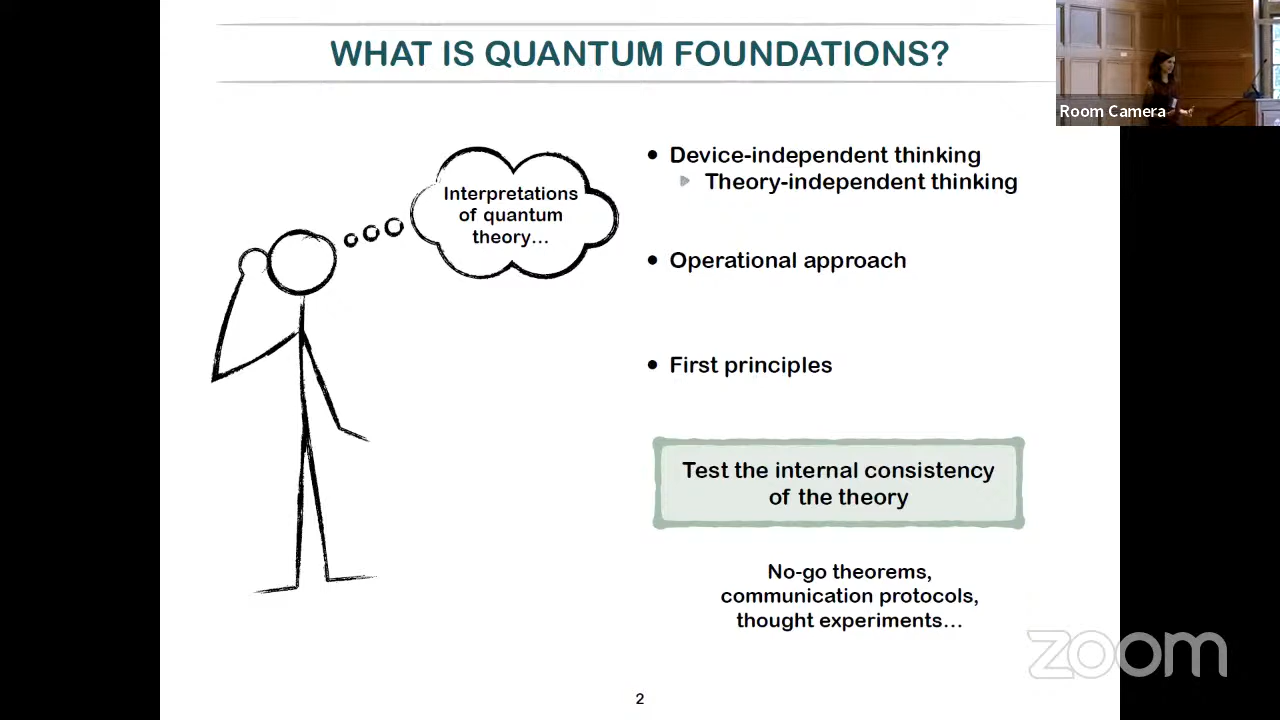 WHAT IS QUANTUM FOUNDATIONS?
Room Camera
Interpretations
of quantum
theory…
• Device-independent thinking
Theory-independent thinking
• Operational approach
• First principles
Test the internal consistency
of the theory
No-go theorems,
communication protocols,
thought experiments…
zoom
2